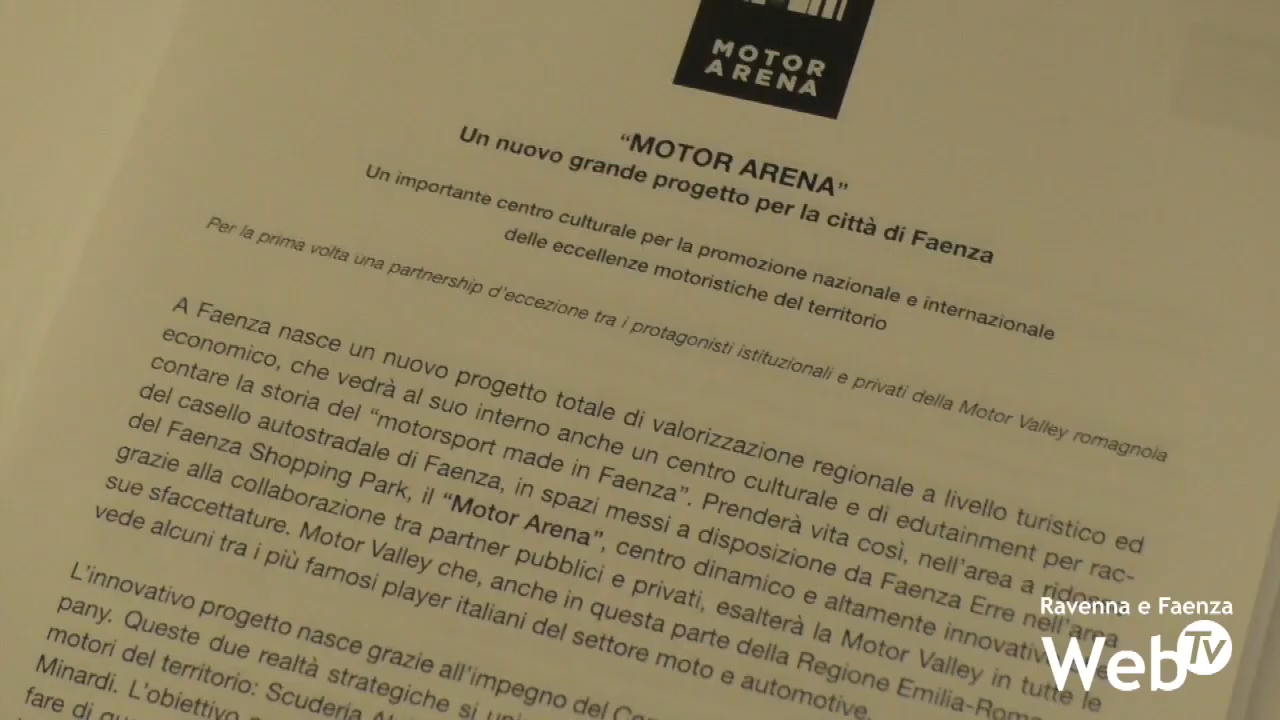 MOTOR
ARENA
“MOTOR ARENA”
Un nuovo grande progetto per la città di Faenza
Un importante centro culturale per la promozione nazionale e internazionale
delle eccellenze motoristiche del territorio
Per la prima volta una partnership d’eccezione tra i protagonisti istituzionali e privati della Motor Valley romagnola
A Faenza nasce un nuovo progetto totale di valorizzazione regionale a livello turistico ed
economico, che vedrà al suo interno anche un centro culturale e di edutainment per rac-
contare la storia del “motorsport made in Faenza”. Prenderà vita così, nell’area a ridosso
del casello autostradale di Faenza, in spazi messi a disposizione da Faenza Erre nell’area
del Faenza Shopping Park, il “Motor Arena”, centro dinamico e altamente innovativo
grazie alla collaborazione tra partner pubblici e privati, esalterà la Motor Valley in tutte le
sue sfaccettature. Motor Valley che, anche in questa parte della Regione Emilia-Roma
vede alcuni tra i più famosi player italiani del settore moto e automotive.
L’innovativo progetto nasce grazie all’impegno del
pany. Queste due realtà strategiche si
motori del territorio: Scuderia
Minardi. L’obiettivo
fare di
Ravenna e Faenza
WebTv